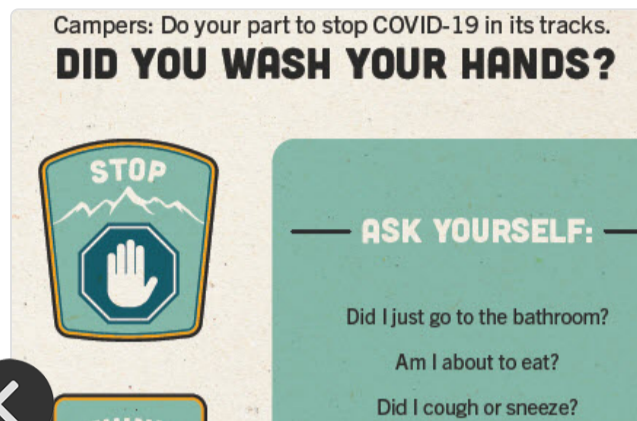 Campers: Do your part to stop COVID-19 in its tracks.
DID YOU WASH YOUR HANDS?
STOP
ASK YOURSELF:
Did I just go to the bathroom?
Am I about to eat?
Did I cough or sneeze?